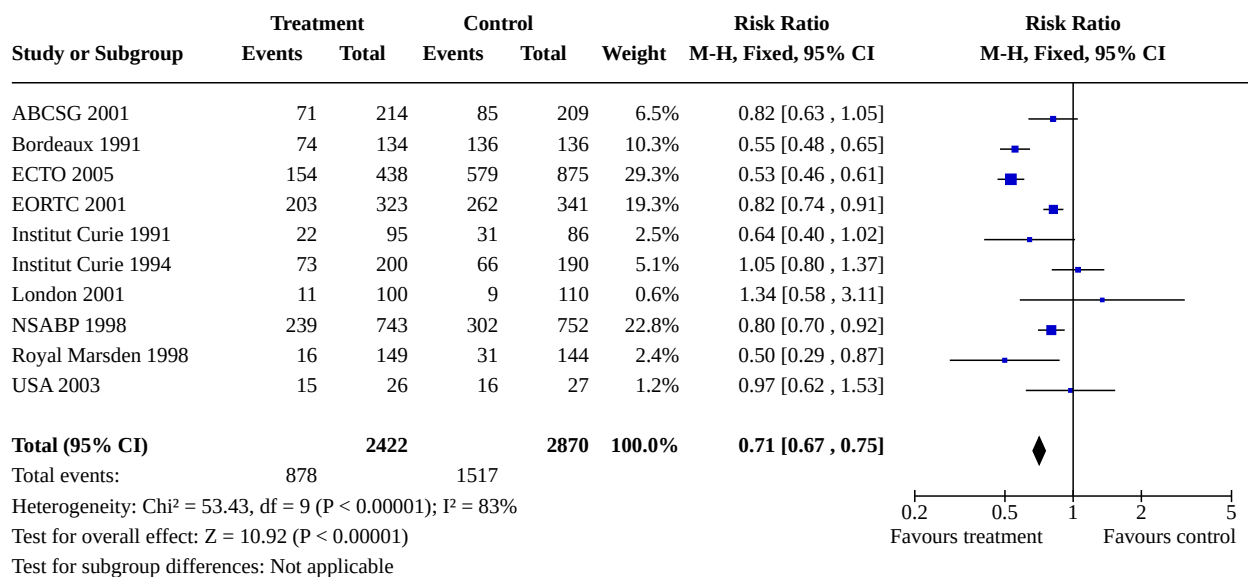 Treatment Control Risk Ratio Risk Ratio
Study or Subgroup Events Total Events Total Weight M-H, Fixed, 95% CI M-H, Fixed, 95% CI
ABCSG 2001 71 214 85 209 6.5% 0.82 [0.63 , 1.05]
Bordeaux 1991 74 134 136 136 10.3% 0.55 [0.48 , 0.65]
ECTO 2005 154 438 579 875 29.3% 0.53 [0.46 , 0.61]
EORTC 2001 203 323 262 341 19.3% 0.82 [0.74 , 0.91]
Institut Curie 1991 22 95 31 86 2.5% 0.64 [0.40 , 1.02]
Institut Curie 1994 73 200 66 190 5.1% 1.05 [0.80 , 1.37]
London 2001 11 100 9 110 0.6% 1.34 [0.58 , 3.11]
NSABP 1998 239 743 302 752 22.8% 0.80 [0.70 , 0.92]
Royal Marsden 1998 16 149 31 144 2.4% 0.50 [0.29 , 0.87]
USA 2003 15 26 16 27 1.2% 0.97 [0.62 , 1.53]
Total (95% CI) 2422 2870 100.0% 0.71 [0.67 , 0.75]
Total events: 878 1517
Heterogeneity: Chi² = 53.43, df = 9 (P < 0.00001); I² = 83%
0.2 0.5 1 2 5
Test for overall effect: Z = 10.92 (P < 0.00001) Favours treatment Favours control
Test for subgroup differences: Not applicable